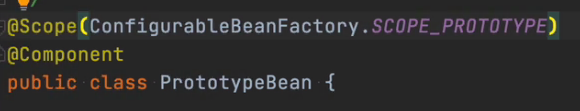 @Scope(ConfigurableBeanFactory.SCOPE_PROTOTYPE)
@Component
public class PrototypeBean {